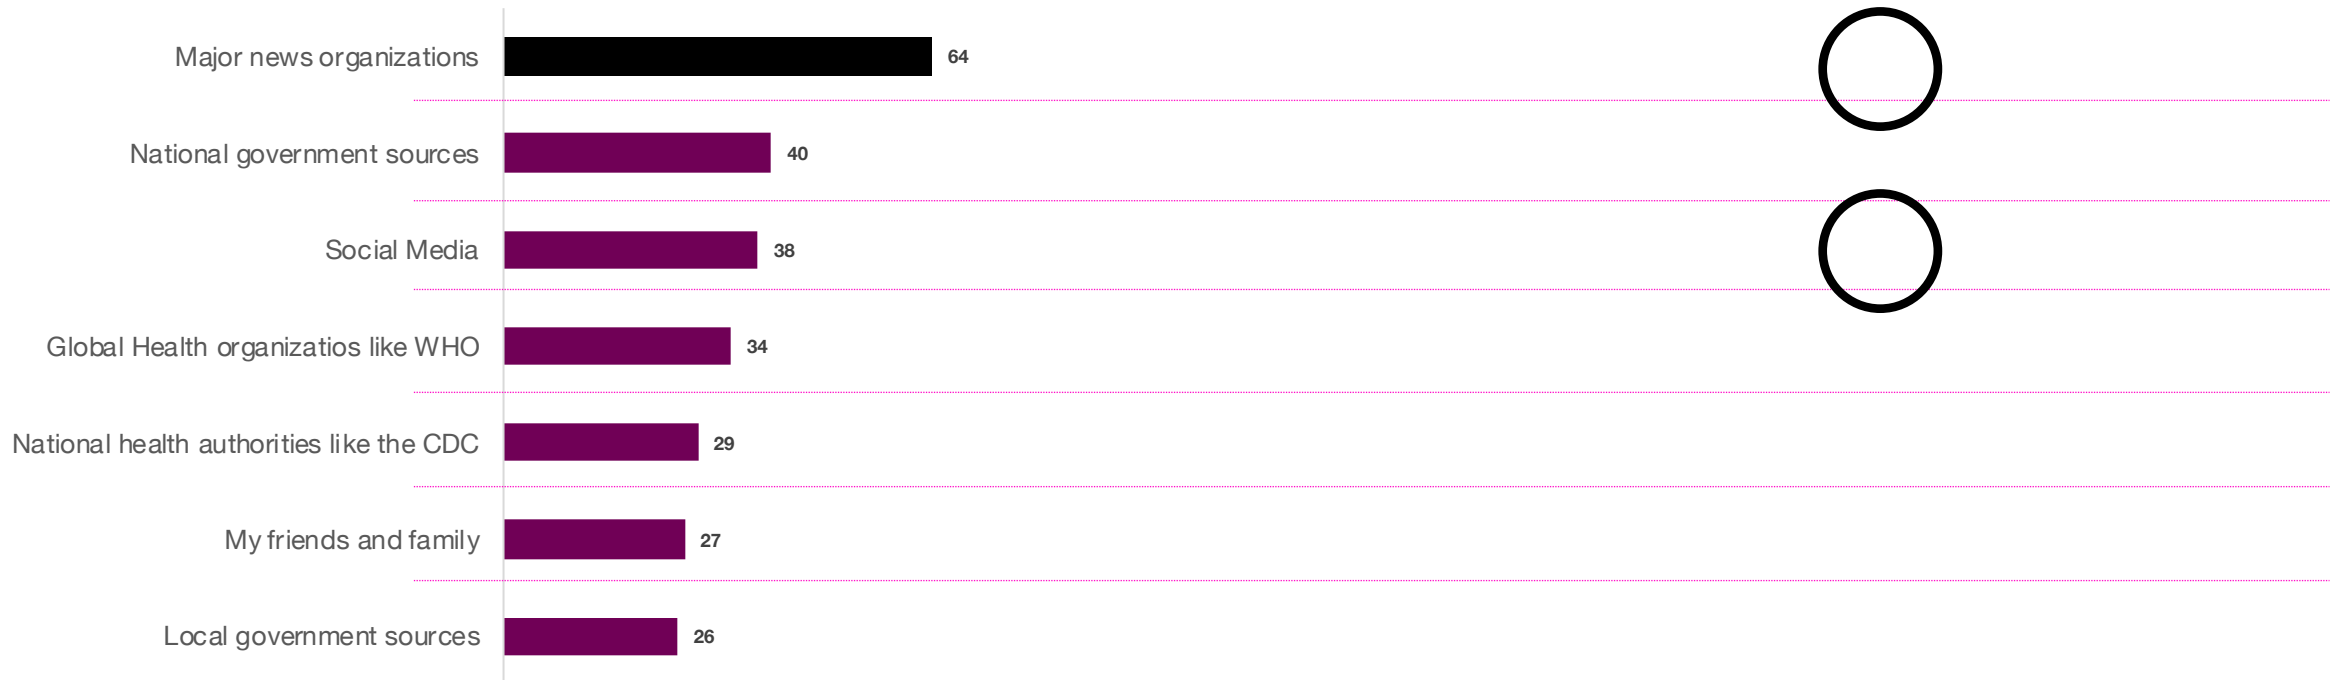 Major news organizations 64
National government sources 40
Social Media 38
Global Health organizatios like WHO 34
National health authorities like the CDC 29
My friends and family 27
Local government sources 26